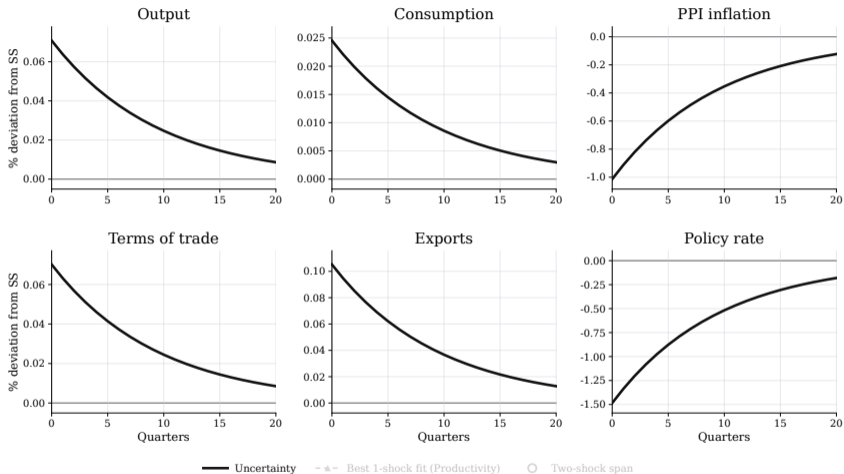 Output
Consumption
PPI inflation
% deviation from SS
0.06
0.04
0.02
0.00
0 5 10 15 20
0.025
0.020
0.015
0.010
0.005
0.000
0 5 10 15 20
0.0
-0.2
-0.4
-0.6
-0.8
-1.0
0 5 10 15 20
Terms of trade
Exports
Policy rate
% deviation from SS
0.06
0.04
0.02
0.00
0 5 10 15 20
Quarters
0.10
0.08
0.06
0.04
0.02
0.00
0 5 10 15 20
Quarters
0.00
-0.25
-0.50
-0.75
-1.00
-1.25
-1.50
0 5 10 15 20
Quarters
Uncertainty Best 1-shock fit (Productivity) Two-shock span